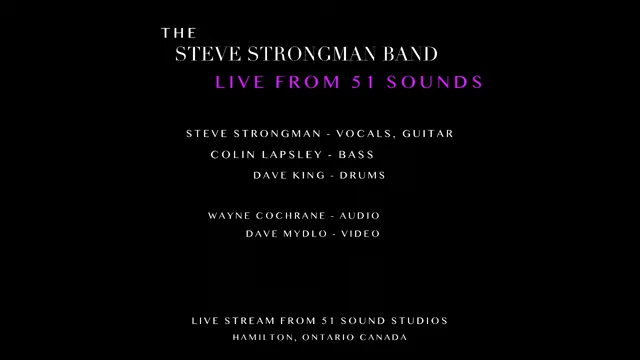 THE
STEVE STRONGMAN BAND
LIVE FROM 51 SOUNDS
STEVE STRONGMAN - VOCALS, GUITAR
COLIN LAPSLEY - BASS
DAVE KING - DRUMS
WAYNE COCHRANE - AUDIO
DAVE MYDLO - VIDEO
LIVE STREAM FROM 51 SOUND STUDIOS
HAMILTON, ONTARIO CANADA